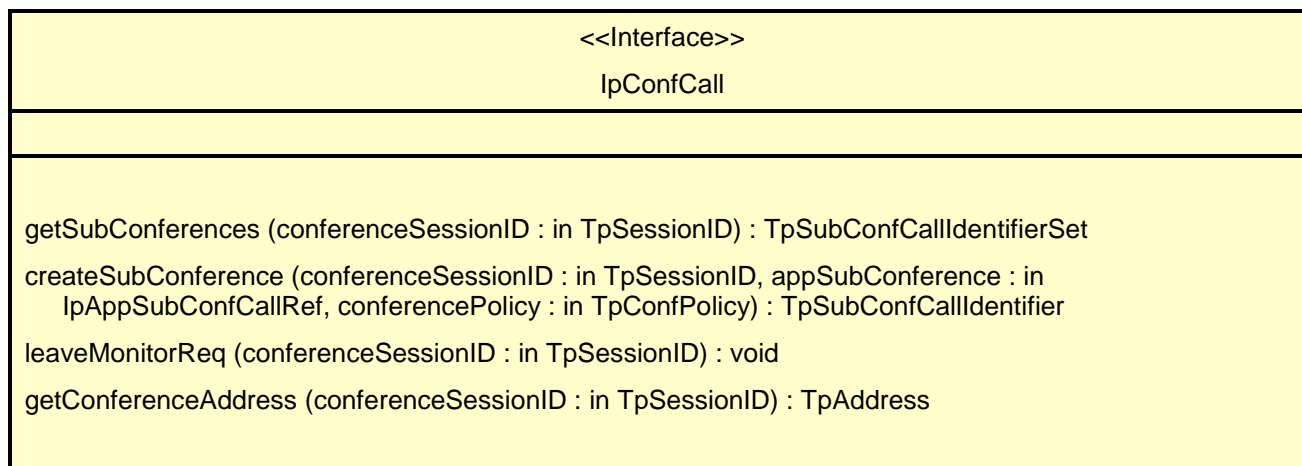 <<Interface>>
IpConfCall
getSubConferences (conferenceSessionID : in TpSessionID) : TpSubConfCallIdentifierSet
createSubConference (conferenceSessionID : in TpSessionID, appSubConference : in
IpAppSubConfCallRef, conferencePolicy : in TpConfPolicy) : TpSubConfCallIdentifier
leaveMonitorReq (conferenceSessionID : in TpSessionID) : void
getConferenceAddress (conferenceSessionID : in TpSessionID) : TpAddress